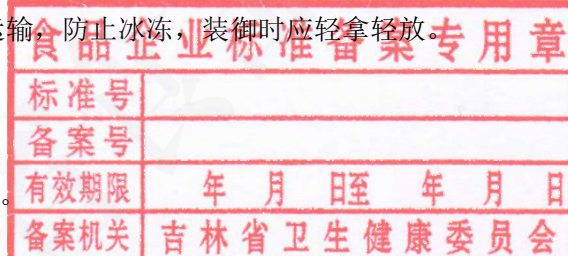 运输，防止冰冻，装御时应轻拿轻放。
食品企业标准备案专用章
标准号
备案号
。
有效期限 年 月 日至 年 月 日
备案机关 吉林省卫生健康委员会